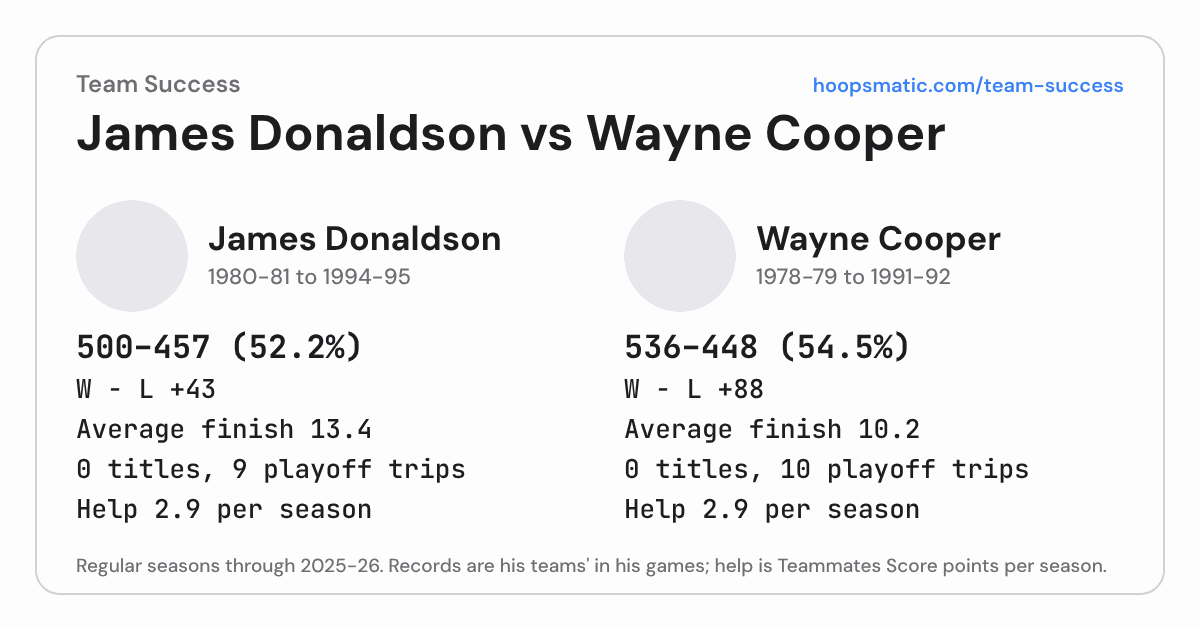 Team Success
hoopsmatic.com/team-success
James Donaldson vs Wayne Cooper
James Donaldson
1980-81 to 1994-95
500-457 (52.2%)
W - L +43
Average finish 13.4
0 titles, 9 playoff trips
Help 2.9 per season
Wayne Cooper
1978-79 to 1991-92
536-448 (54.5%)
W - L +88
Average finish 10.2
0 titles, 10 playoff trips
Help 2.9 per season
Regular seasons through 2025-26. Records are his teams' in his games; help is Teammates Score points per season.